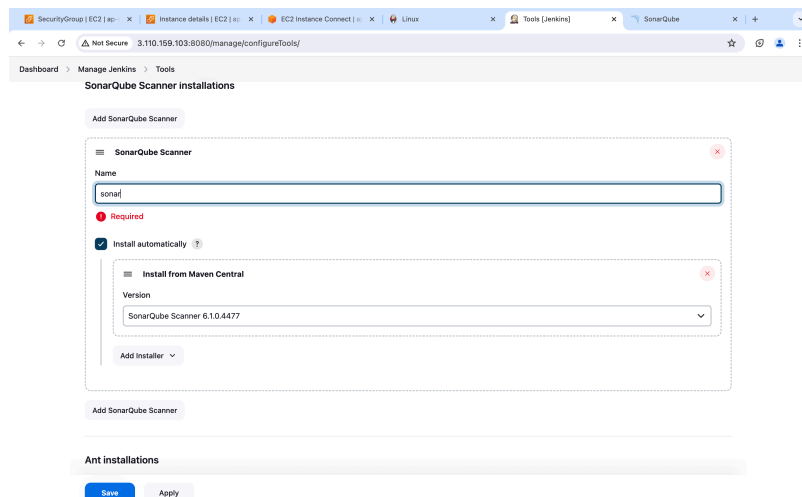 SecurityGroup | EC2 | ap-
Instance details | EC2 | ap
EC2 Instance Connect | a
Linux
Tools [Jenkins]
SonarQube
Not Secure 3.110.159.103:8080/manage/configureTools/
Dashboard > Manage Jenkins > Tools
SonarQube Scanner installations
Add SonarQube Scanner
SonarQube Scanner
Name
sonar
Required
Install automatically ?
Install from Maven Central
Version
SonarQube Scanner 6.1.0.4477
Add Installer
Add SonarQube Scanner
Ant installations
Save Apply